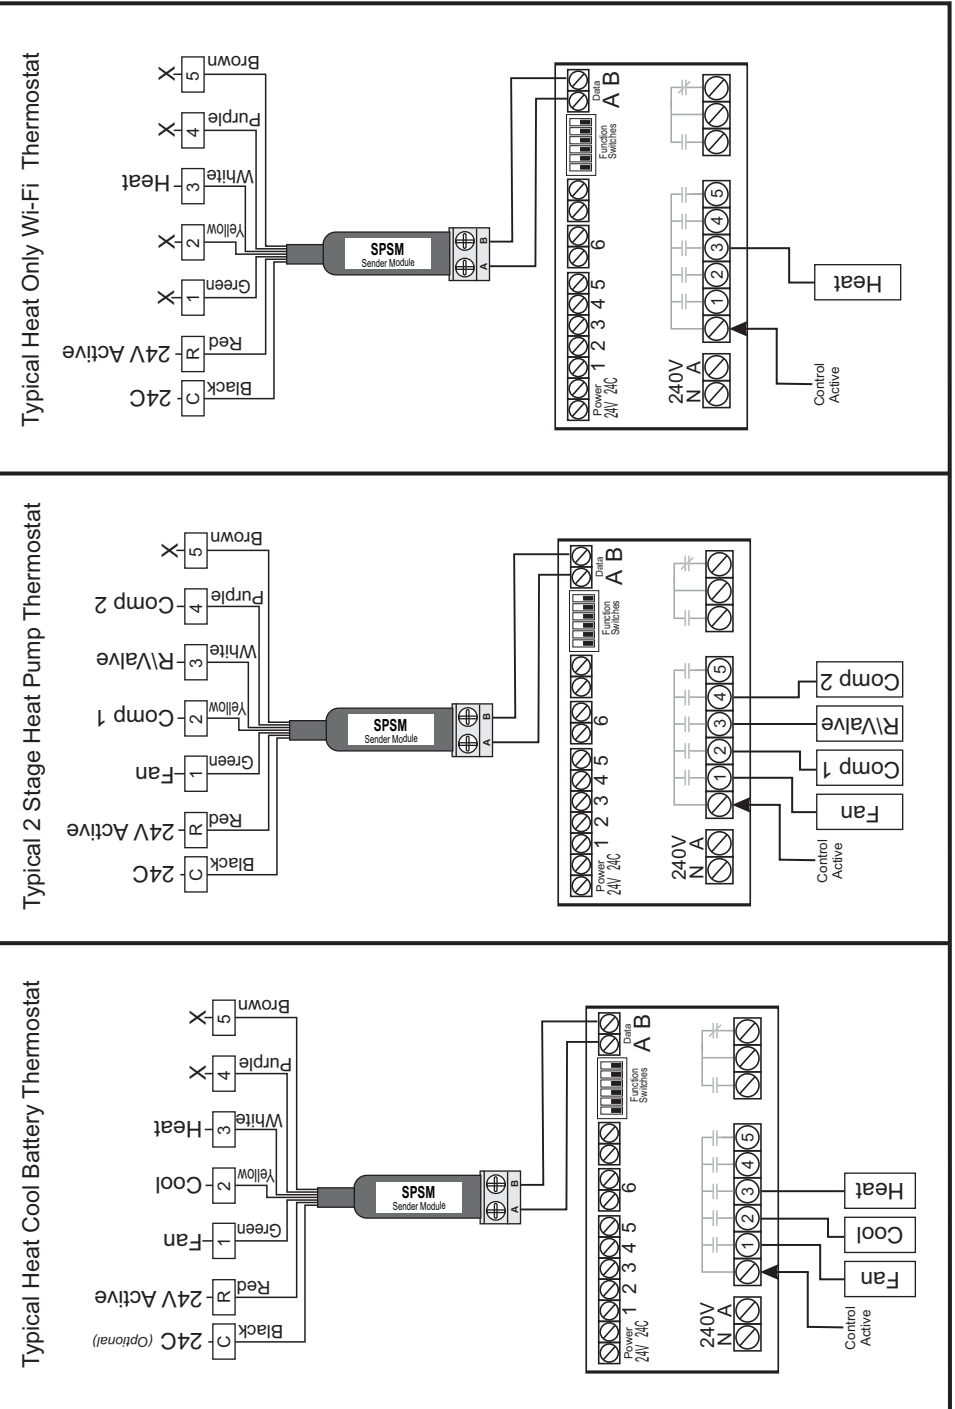 Typical Heat Cool Battery Thermostat
24C (Optional)
24V Active
Fan
Cool
Heat
X
X
C
R
1
2
3
4
5
Black
Red
Green
Yellow
White
Purple
Brown
SPSM
Sender Module
A
B
Power
24V 24C
1 2 3 4 5 6
Function
Switches
Data
A B
240V
N A
1 2 3 4 5
Control
Active
Fan
Cool
Heat
Typical 2 Stage Heat Pump Thermostat
24C
24V Active
Fan
Comp 1
R\Valve
Comp 2
X
C
R
1
2
3
4
5
Black
Red
Green
Yellow
White
Purple
Brown
SPSM
Sender Module
A
B
Power
24V 24C
1 2 3 4 5 6
Function
Switches
Data
A B
240V
N A
1 2 3 4 5
Control
Active
Fan
Comp 1
R\Valve
Comp 2
Typical Heat Only Wi-Fi Thermostat
24C
24V Active
X
X
Heat
X
X
C
R
1
2
3
4
5
Black
Red
Green
Yellow
White
Purple
Brown
SPSM
Sender Module
A
B
Power
24V 24C
1 2 3 4 5 6
Function
Switches
Data
A B
240V
N A
1 2 3 4 5
Control
Active
Heat